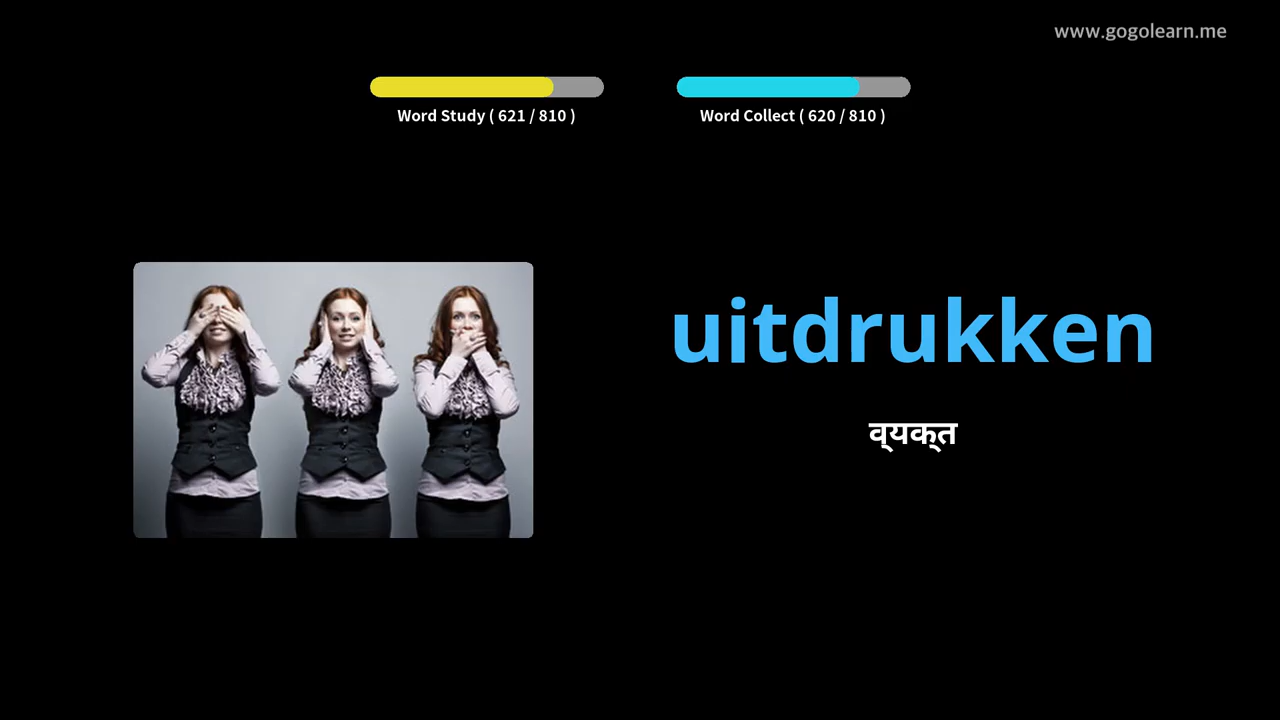 www.gogolearn.me
Word Study ( 621 / 810 )
Word Collect ( 620 / 810 )
uitdrukken
व्यक्त